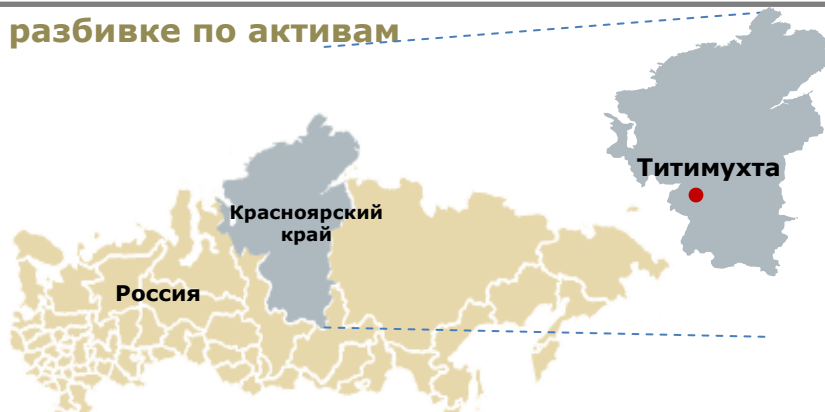 разбивке по активам
Титимухта
Красноярский
край
Россия